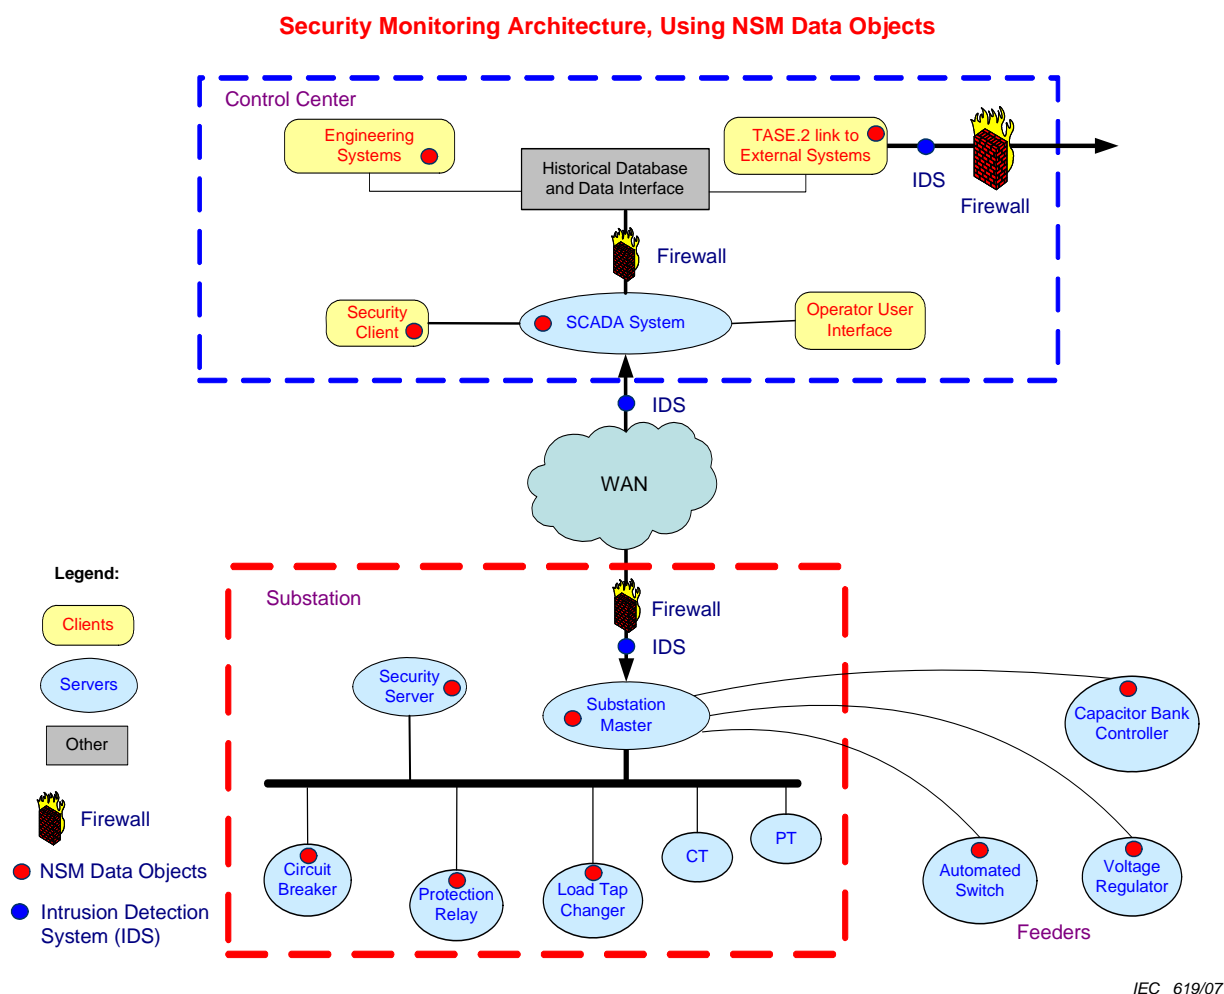 Security Monitoring Architecture, Using NSM Data Objects
Control Center
Engineering
Systems
Historical Database
and Data Interface
TASE.2 link to
External Systems
IDS
Firewall
Firewall
Security
Client
SCADA System
Operator User
Interface
IDS
WAN
Legend:
Clients
Servers
Other
Firewall
NSM Data Objects
Intrusion Detection
System (IDS)
Substation
Firewall
IDS
Security
Server
Substation
Master
Capacitor Bank
Controller
Circuit
Breaker
Protection
Relay
Load Tap
Changer
CT
PT
Automated
Switch
Voltage
Regulator
Feeders
IEC 619/07